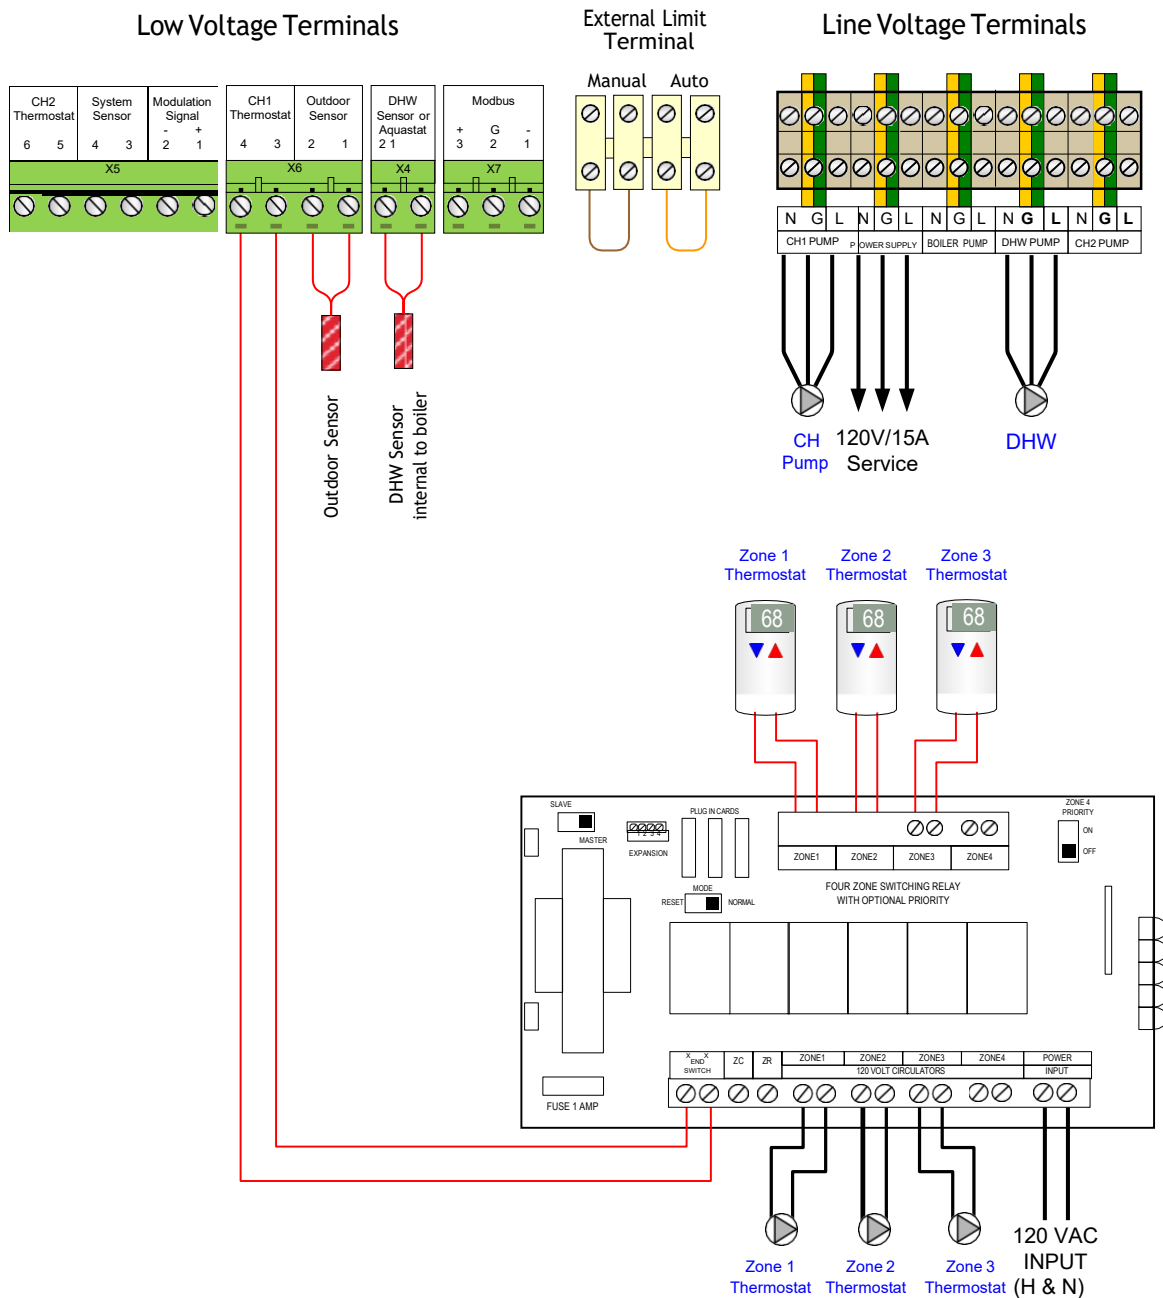 Low Voltage Terminals
External Limit
Terminal
Line Voltage Terminals
Manual Auto
CH2
Thermostat
6 5
System
Sensor
4 3
Modulation
Signal
- +
2 1
X5
CH1
Thermostat
4 3
Outdoor
Sensor
2 1
X6
DHW
Sensor or
Aquastat
2 1
X4
Modbus
+ G -
3 2 1
X7
N G L N G L N G L N G L N G L
CH1 PUMP POWER SUPPLY BOILER PUMP DHW PUMP CH2 PUMP
Outdoor Sensor
DHW Sensor
internal to boiler
CH
Pump
120V/15A
Service
DHW
Zone 1
Thermostat
Zone 2
Thermostat
Zone 3
Thermostat
68 68 68
SLAVE
MASTER
1 2 3 4
EXPANSION
PLUG IN CARDS
ZONE 4
PRIORITY
ON
OFF
ZONE1 ZONE2 ZONE3 ZONE4
MODE
RESET NORMAL
FOUR ZONE SWITCHING RELAY
WITH OPTIONAL PRIORITY
FUSE 1 AMP
X X
END
SWITCH
ZC ZR
ZONE1 ZONE2 ZONE3 ZONE4
120 VOLT CIRCULATORS
POWER
INPUT
Zone 1
Thermostat
Zone 2
Thermostat
Zone 3
Thermostat
120 VAC
INPUT
(H & N)